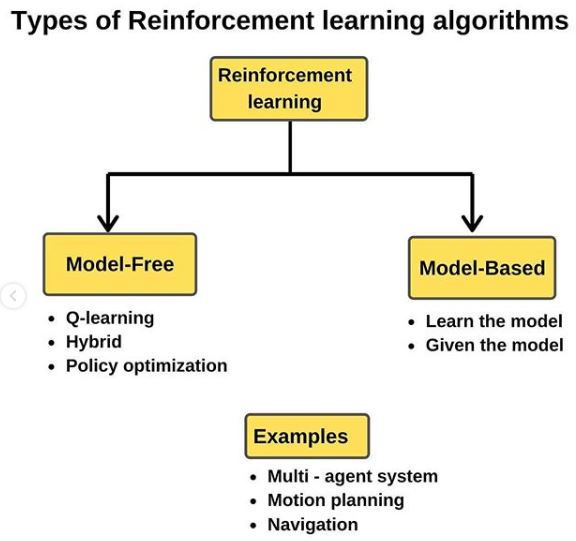 Types of Reinforcement learning algorithms
Reinforcement
learning
Model-Free
• Q-learning
• Hybrid
• Policy optimization
Model-Based
• Learn the model
• Given the model
Examples
• Multi - agent system
• Motion planning
• Navigation